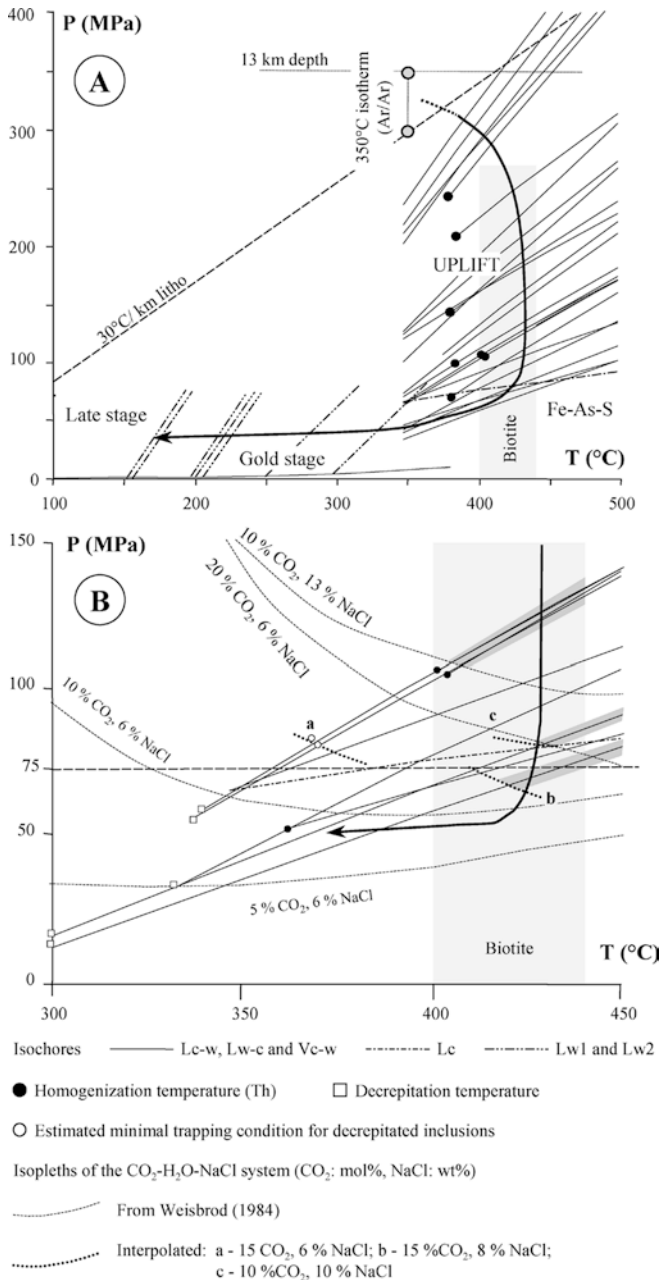 P (MPa)
400
A
13 km depth
350°C isotherm
(Ar/Ar)
300
200
UPLIFT
30°C/ km litho
100
Late stage
Gold stage
Fe-As-S
Biotite
T (°C)
0
100
200
300
400
500
150
P (MPa)
B
10 % CO₂, 13 % NaCl
20 % CO₂, 6 % NaCl
10 % CO₂, 6 % NaCl
100
a
c
75
b
50
5 % CO₂, 6 % NaCl
Biotite
T (°C)
0
300
350
400
450
Isochores
Lc-w, Lw-c and Vc-w
Lc
Lw1 and Lw2
Homogenization temperature (Th)
Decrepitation temperature
Estimated minimal trapping condition for decrepitated inclusions
Isopleths of the CO₂-H₂O-NaCl system (CO₂: mol%, NaCl: wt%)
From Weisbrod (1984)
Interpolated: a - 15 CO₂, 6 % NaCl; b - 15 %CO₂, 8 % NaCl;
c - 10 %CO₂, 10 % NaCl